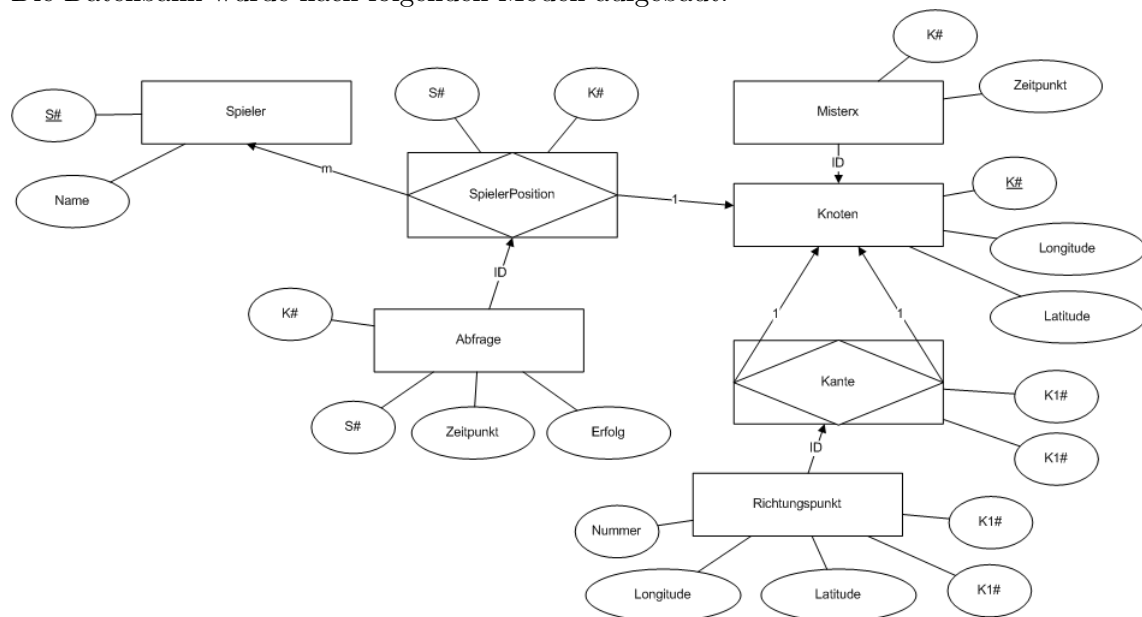 Die Datenbank wurde nach folgenden Modell aufgebaut:
K#
Spieler
S#
K#
Misterx
Zeitpunkt
S#
m
SpielerPosition
1
ID
Name
Knoten
K#
Longitude
ID
K#
Abfrage
1
1
Latitude
S#
Zeitpunkt
Erfolg
Kante
K1#
K1#
ID
Richtungspunkt
Nummer
K1#
Longitude
Latitude
K1#